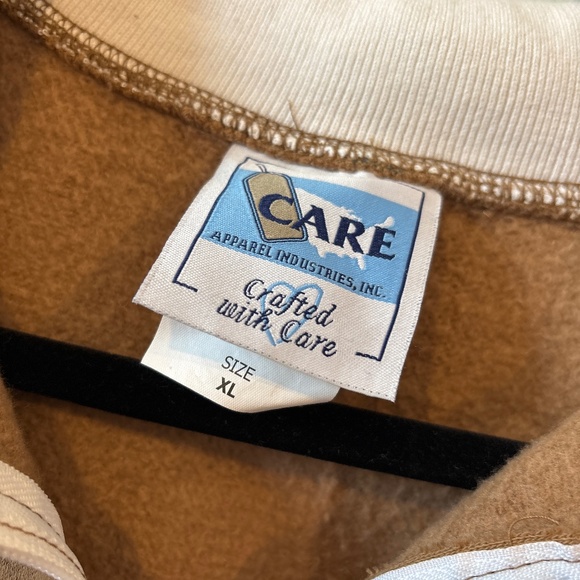 CARE
APPAREL INDUSTRIES, INC.
Crafted
with Care
SIZE
XL